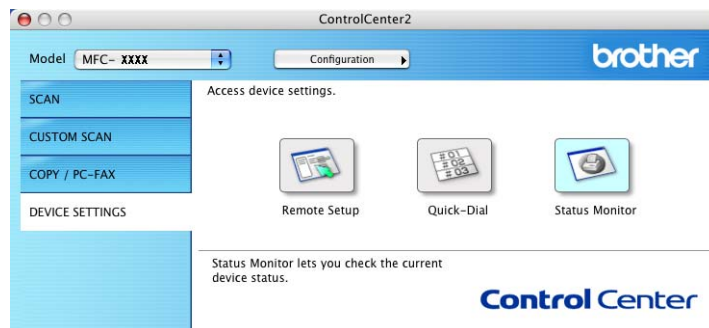 ControlCenter2
Model MFC- XXXX Configuration brother
SCAN
CUSTOM SCAN
COPY / PC-FAX
DEVICE SETTINGS
Access device settings.
#01
#02
#03
Remote Setup Quick-Dial Status Monitor
Status Monitor lets you check the current
device status.
Control Center